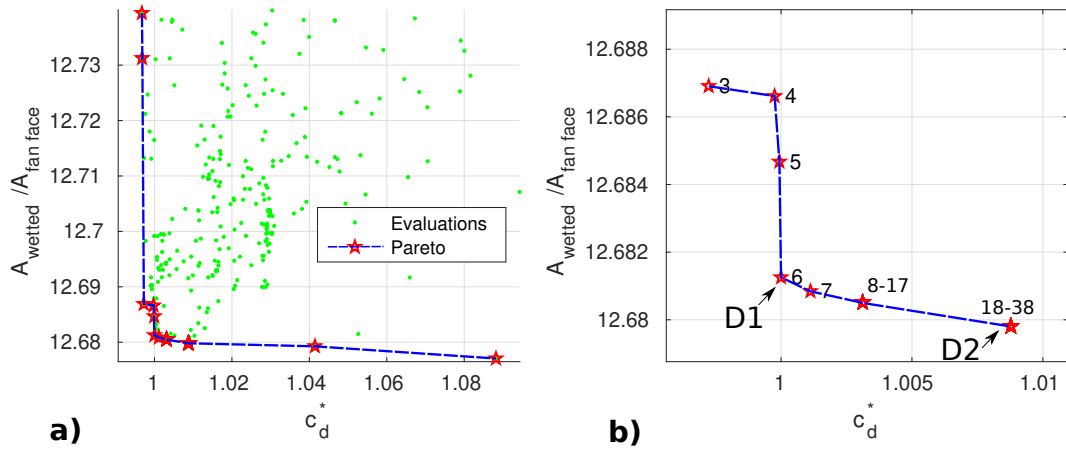 A_wetted /A_fan face
12.73
12.72
12.71
12.7
12.69
12.68
Evaluations
Pareto
1
1.02
1.04
1.06
1.08
c_d^*
a)
A_wetted /A_fan face
12.688
12.686
12.684
12.682
12.68
3
4
5
6
7
8-17
18-38
D1
D2
1
1.005
1.01
c_d^*
b)